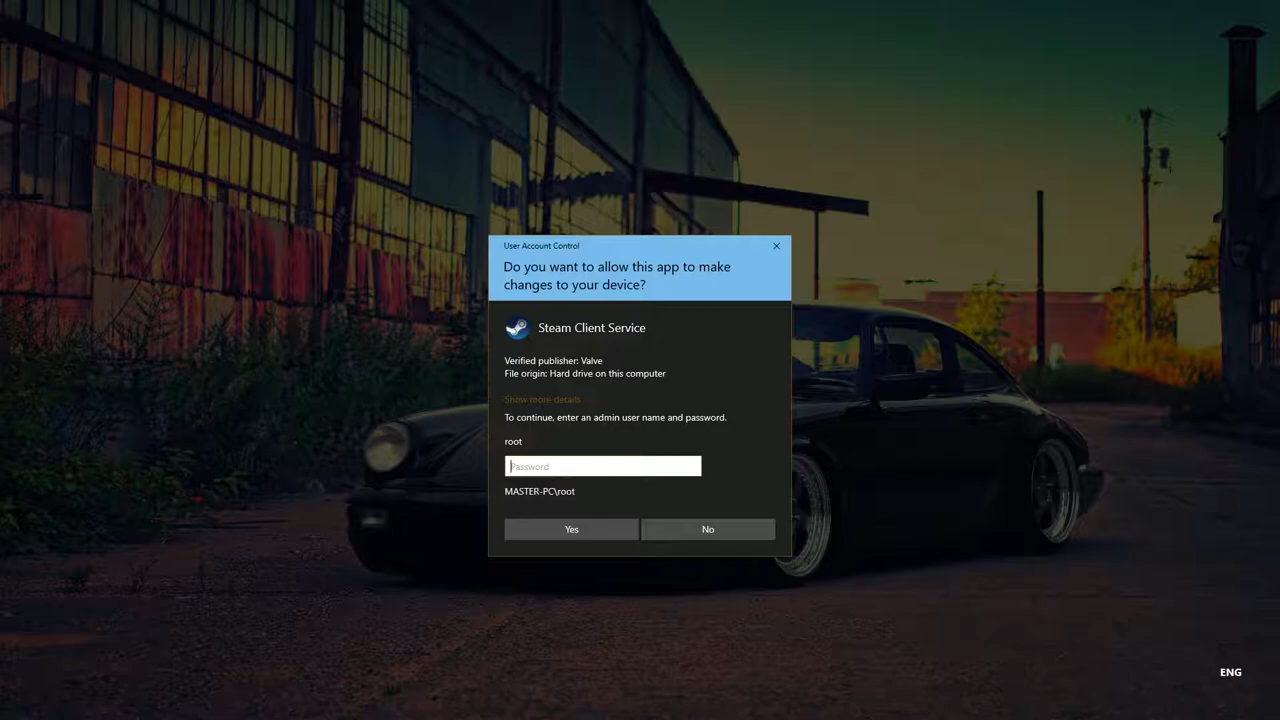 User Account Control
Do you want to allow this app to make
changes to your device?
Steam Client Service
Verified publisher: Valve
File origin: Hard drive on this computer
Show more details
To continue, enter an admin user name and password.
root
Password
MASTER-PC\root
Yes
No
ENG